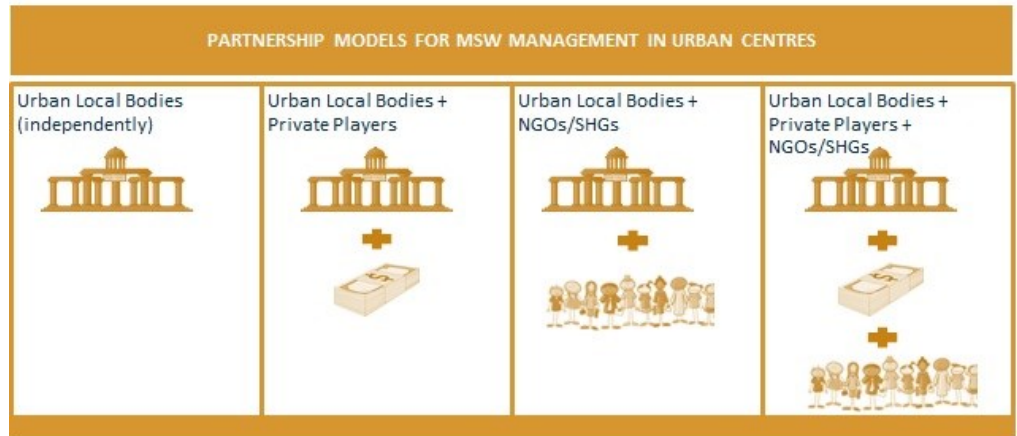 PARTNERSHIP MODELS FOR MSW MANAGEMENT IN URBAN CENTRES
Urban Local Bodies
(independently)
Urban Local Bodies +
Private Players
Urban Local Bodies +
NGOs/SHGs
Urban Local Bodies +
Private Players +
NGOs/SHGs